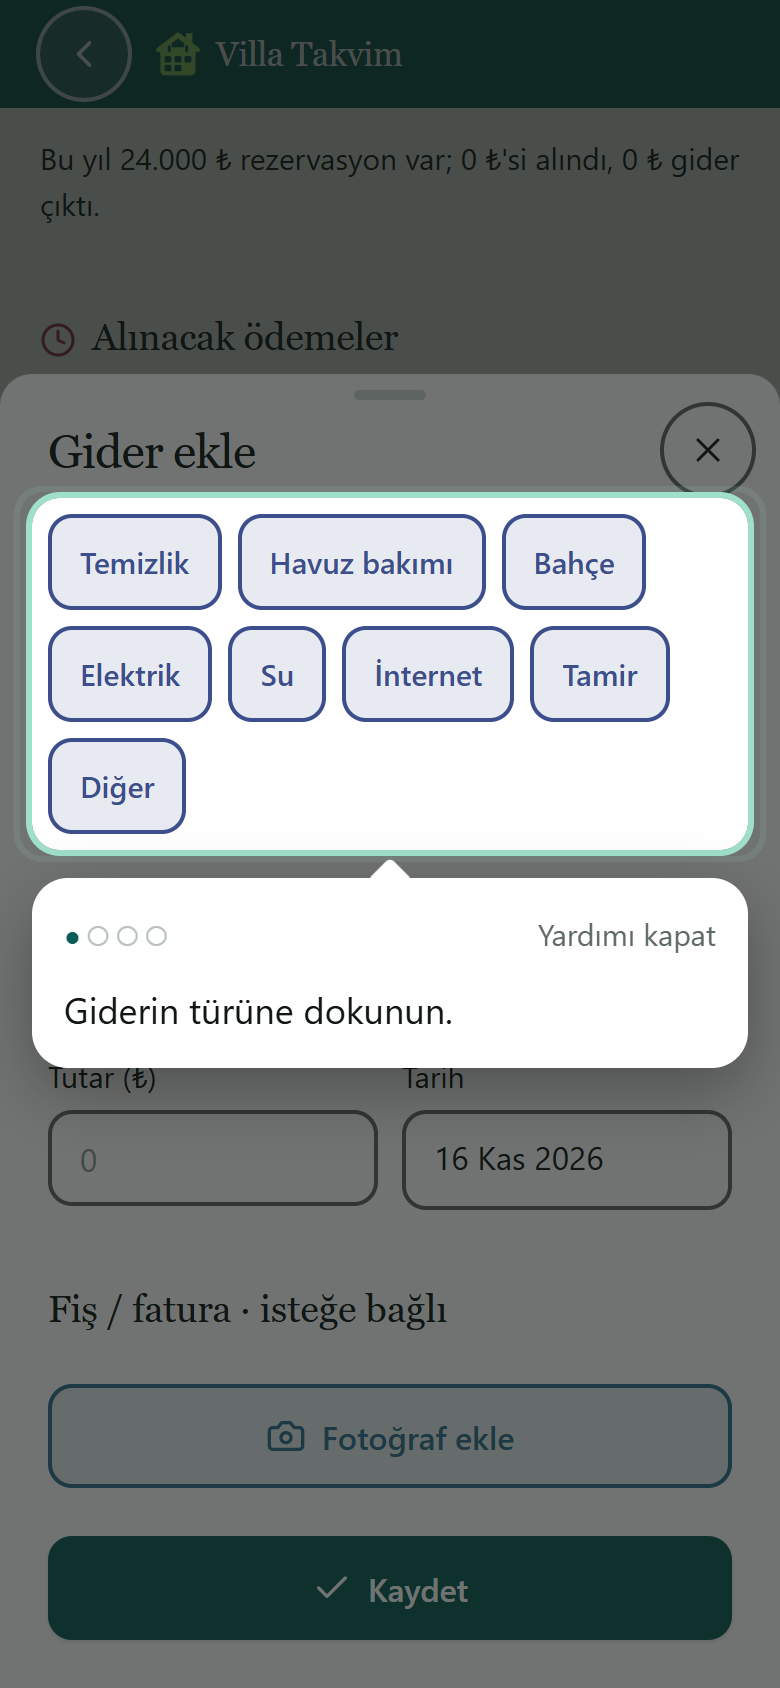 Villa Takvim
Bu yıl 24.000 ₺ rezervasyon var; 0 ₺'si alındı, 0 ₺ gider
çıktı.
Alınacak ödemeler
Gider ekle
Temizlik
Havuz bakımı
Bahçe
Elektrik
Su
İnternet
Tamir
Diğer
Yardımı kapat
Giderin türüne dokunun.
Tutar (₺)
Tarih
0
16 Kas 2026
Fiş / fatura · isteğe bağlı
Fotoğraf ekle
Kaydet